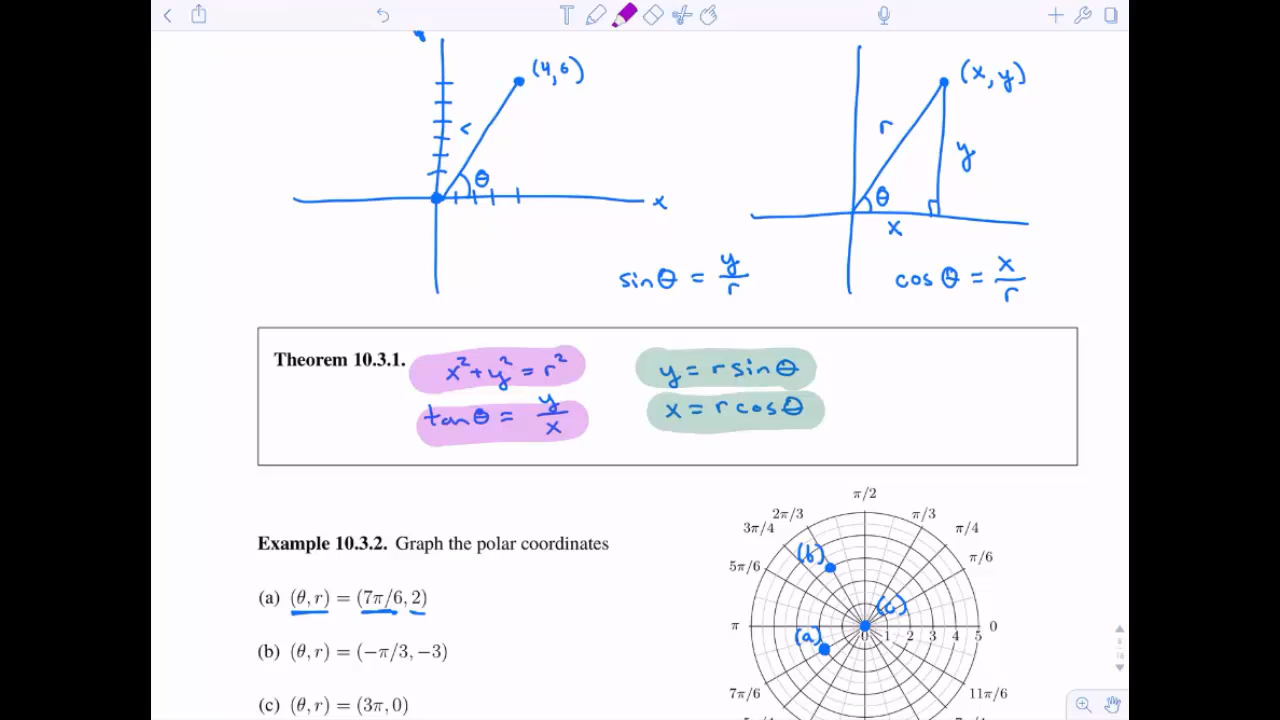 (4,6)
(x, y)
r
r
y
θ
θ
x
x
sinθ = y/r
cosθ = x/r
Theorem 10.3.1.
x² + y² = r²
y = r sinθ
tanθ = y/x
x = r cosθ
Example 10.3.2. Graph the polar coordinates
(a) (θ, r) = (7π/6, 2)
(b) (θ, r) = (−π/3, −3)
(c) (θ, r) = (3π, 0)
π/2
2π/3
π/3
3π/4
π/4
(b)
5π/6
π/6
(c)
π
(a)
0 1 2 3 4 5
0
7π/6
11π/6